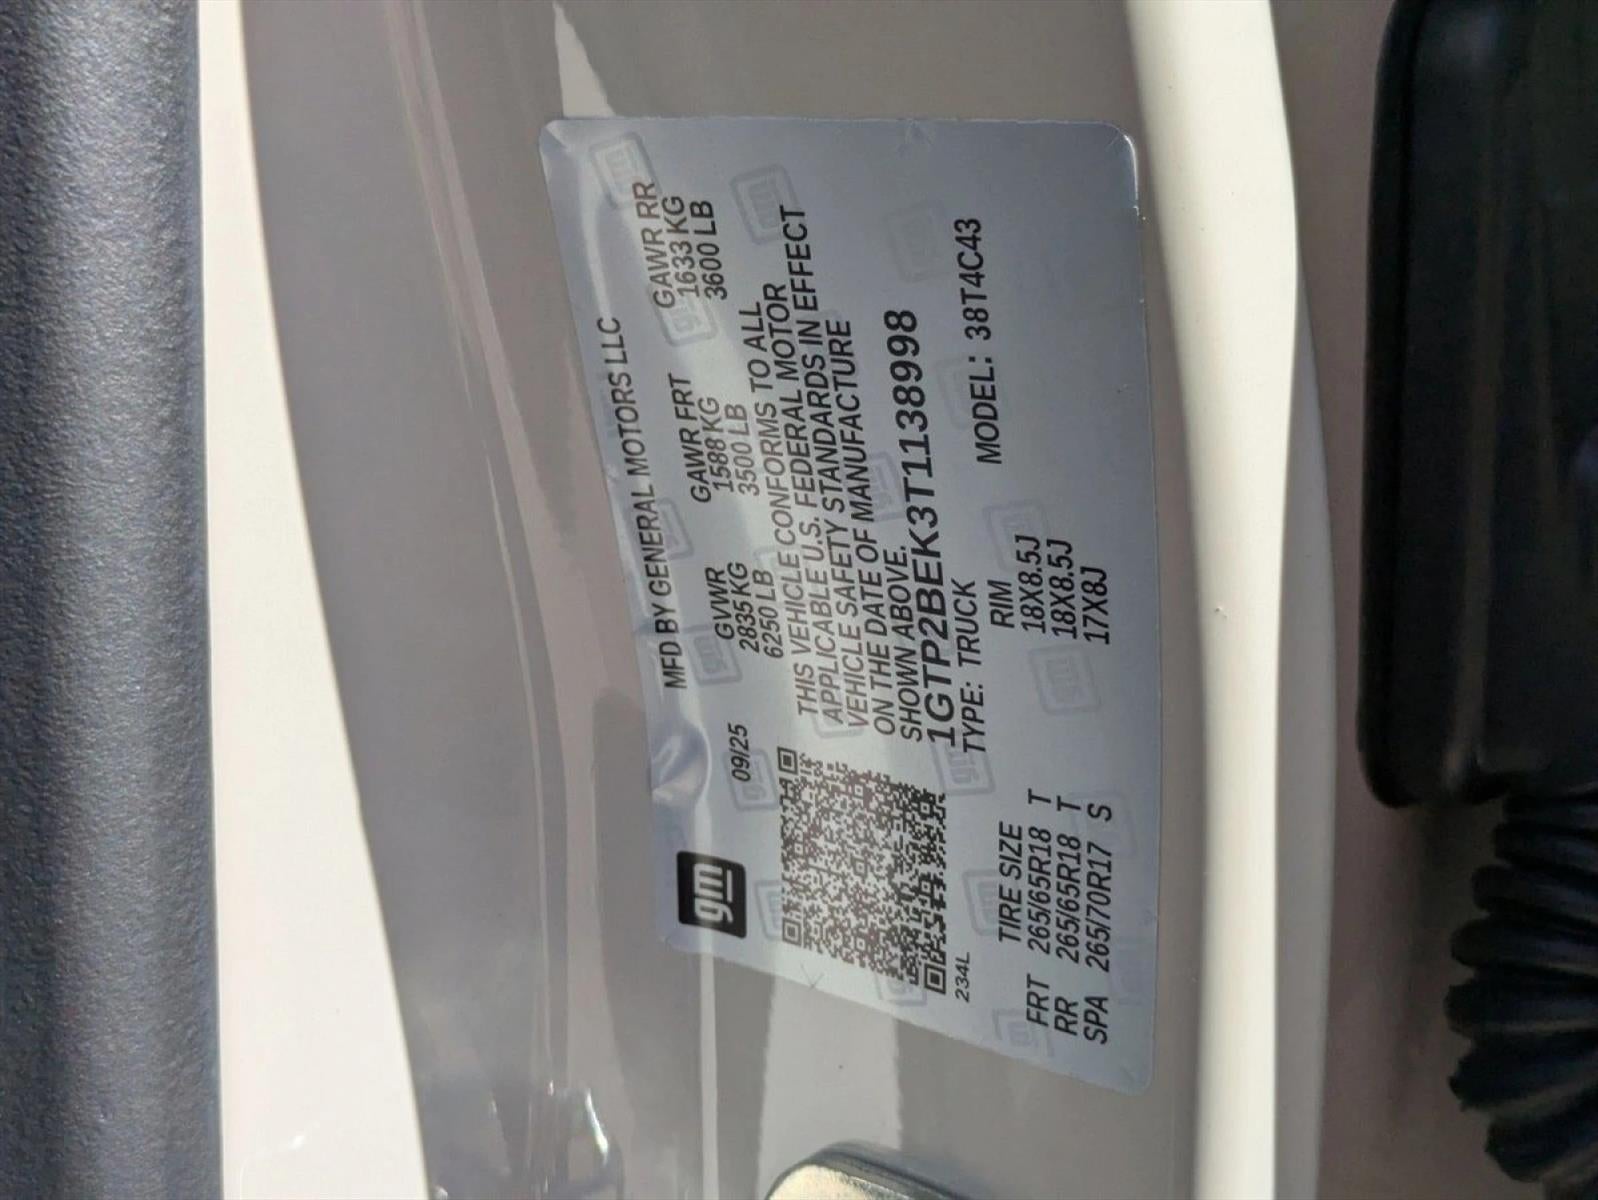 gm
MFD BY GENERAL MOTORS LLC
09/25
GVWR GAWR FRT GAWR RR
2835 KG 1588 KG 1633 KG
6250 LB 3500 LB 3600 LB
THIS VEHICLE CONFORMS TO ALL
APPLICABLE U.S. FEDERAL MOTOR
VEHICLE SAFETY STANDARDS IN EFFECT
ON THE DATE OF MANUFACTURE
SHOWN ABOVE.
1GTP2BEK3T1138998
TYPE: TRUCK MODEL: 38T4C43
234L
TIRE SIZE RIM
FRT 265/65R18 T 18X8.5J
RR 265/65R18 T 18X8.5J
SPA 265/70R17 S 17X8J